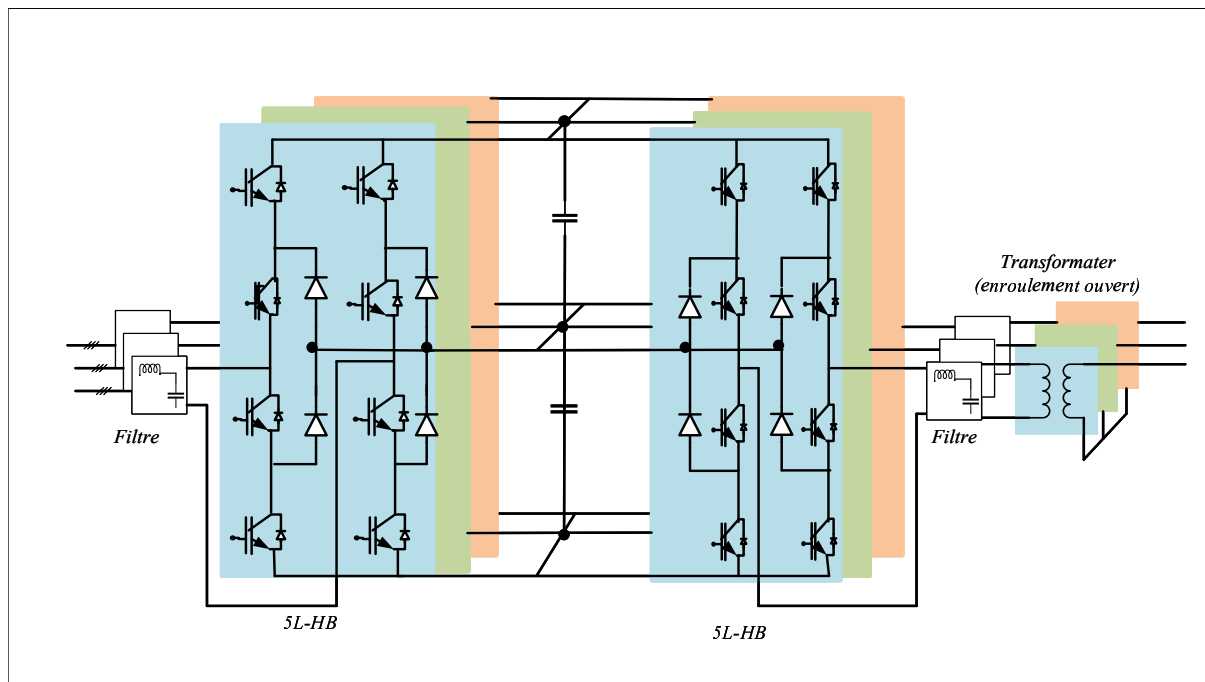 Transformater
(enroulement ouvert)
Filtre
Filtre
5L-HB
5L-HB